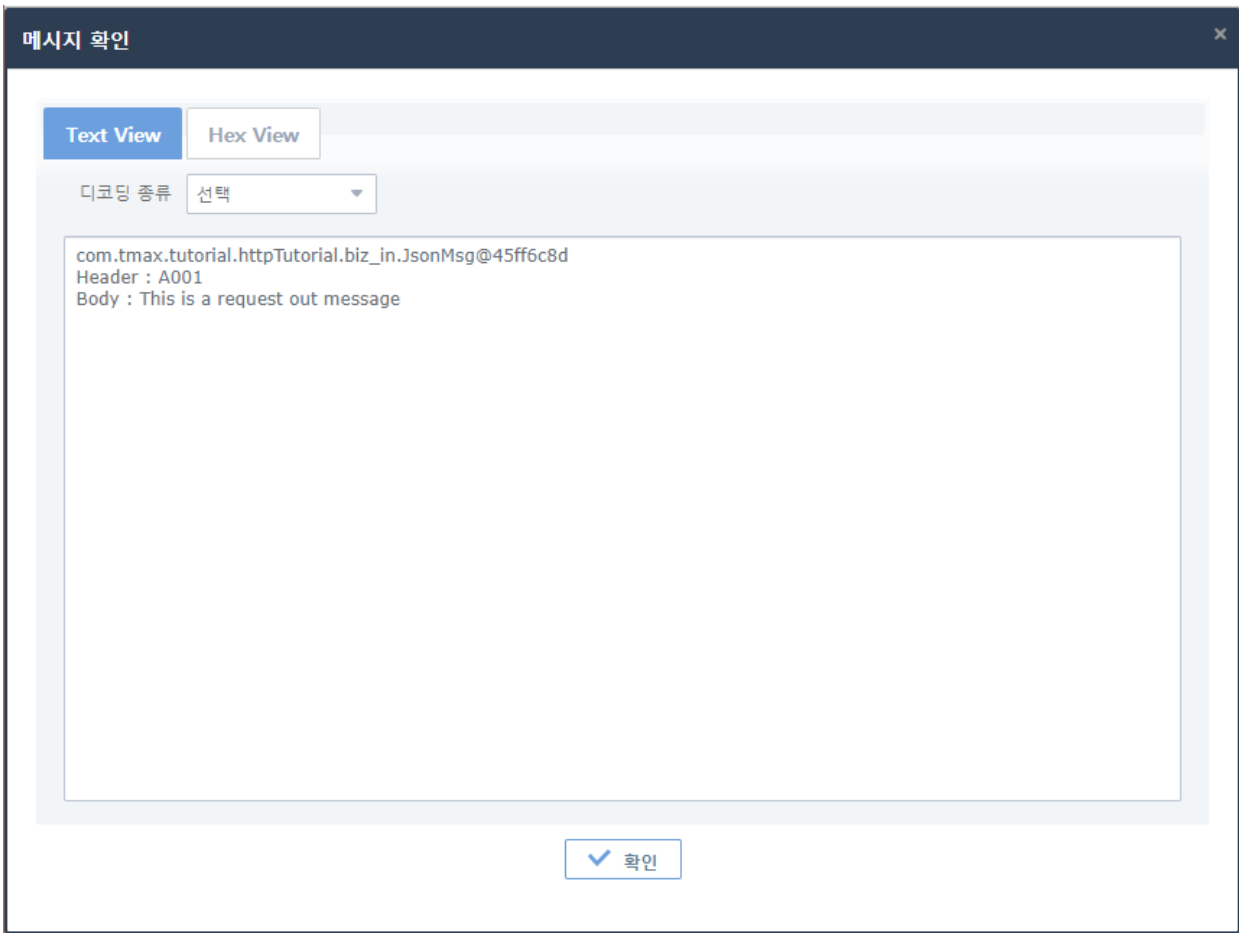 메시지 확인
×
Text View Hex View
디코딩 종류 선택
com.tmax.tutorial.httpTutorial.biz_in.JsonMsg@45ff6c8d
Header : A001
Body : This is a request out message
확인